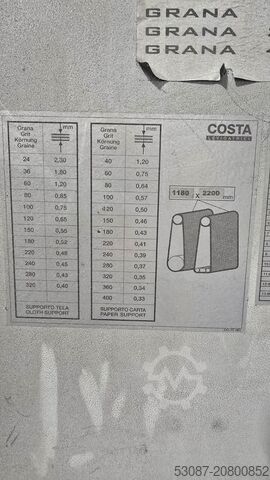 GRANA
GRANA
GRANA
Grana Grit Körnung Graine mm
24 2,30
36 1,80
60 1,20
80 0,85
100 0,75
120 0,65
150 0,55
180 0,52
220 0,48
240 0,45
280 0,43
320 0,40
SUPPORTO TELA
CLOTH SUPPORT
Grana Grit Körnung Graine mm
40 1,20
60 0,75
80 0,64
100 0,57
120 0,50
150 0,46
180 0,43
220 0,41
240 0,39
280 0,37
320 0,35
360 0,34
400 0,33
SUPPORTO CARTA
PAPER SUPPORT
COSTA
LEVIGATRICI
1180 x 2200
mm
53087-20800852